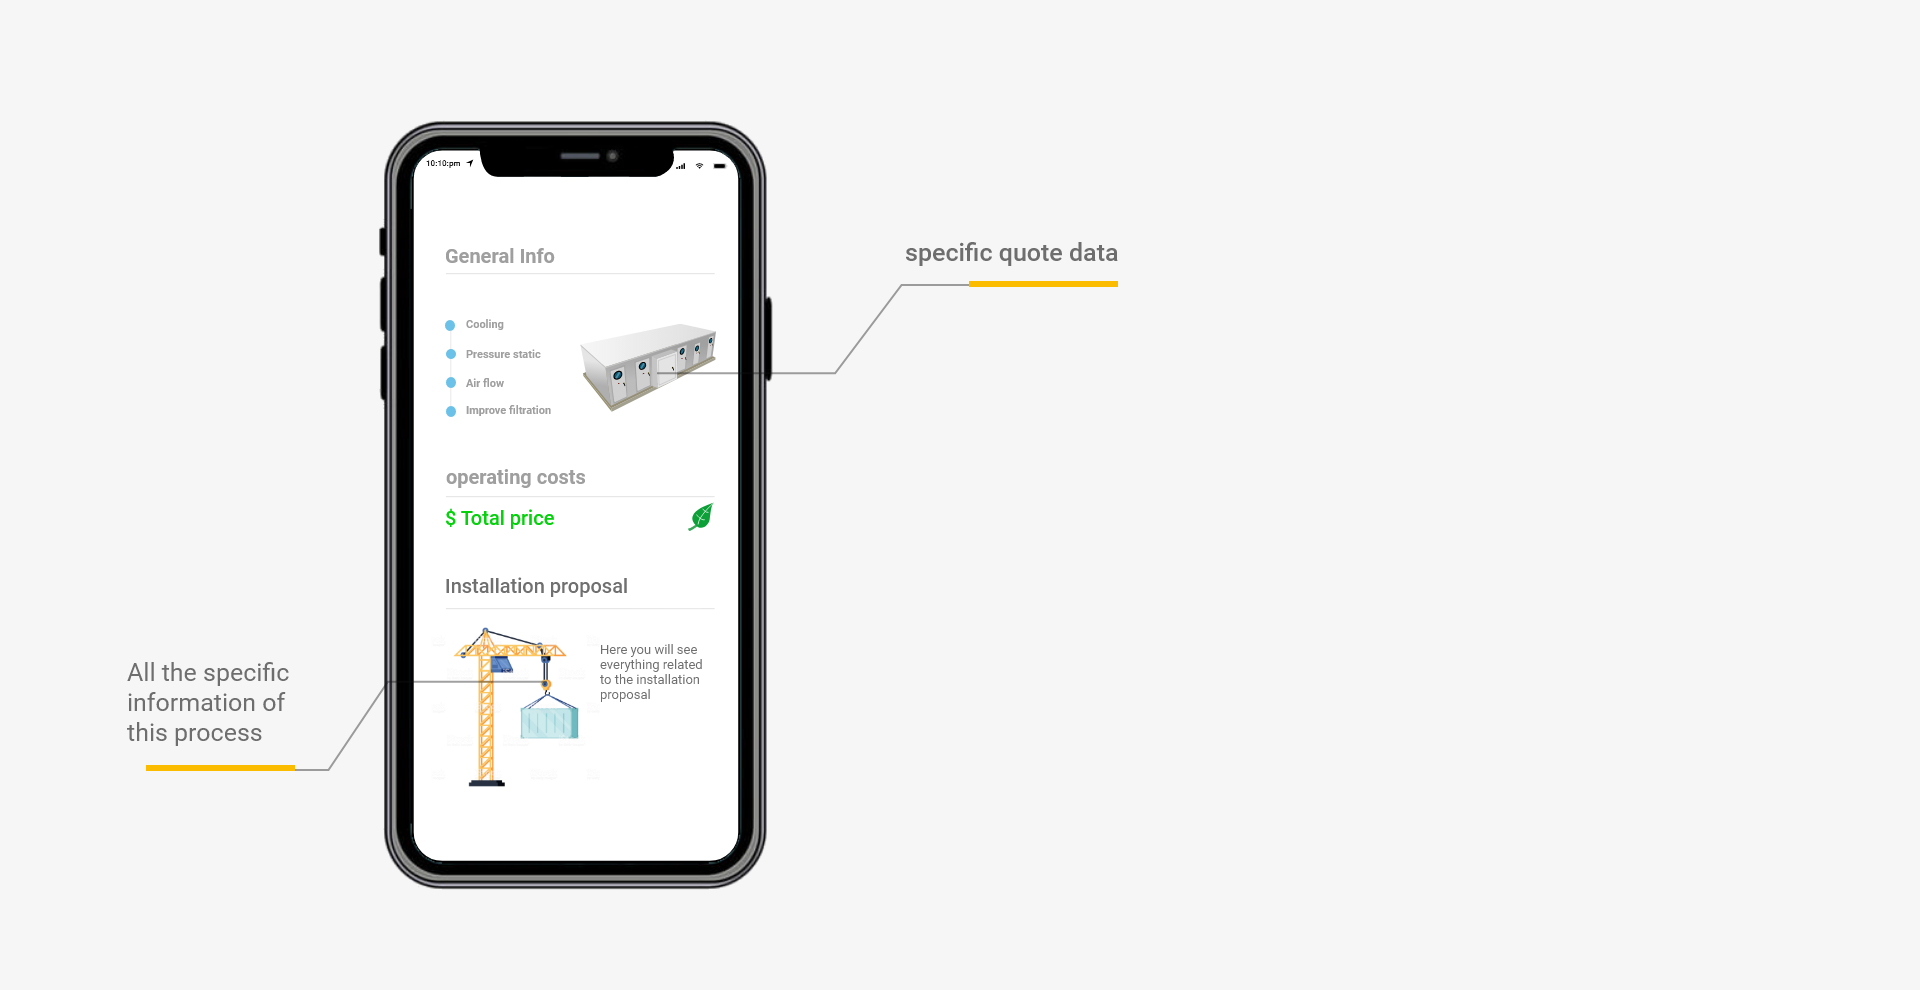 10:10:pm
General Info
Cooling
Pressure static
Air flow
Improve filtration
operating costs
$ Total price
Installation proposal
Here you will see
everything related
to the installation
proposal
specific quote data
All the specific
information of
this process